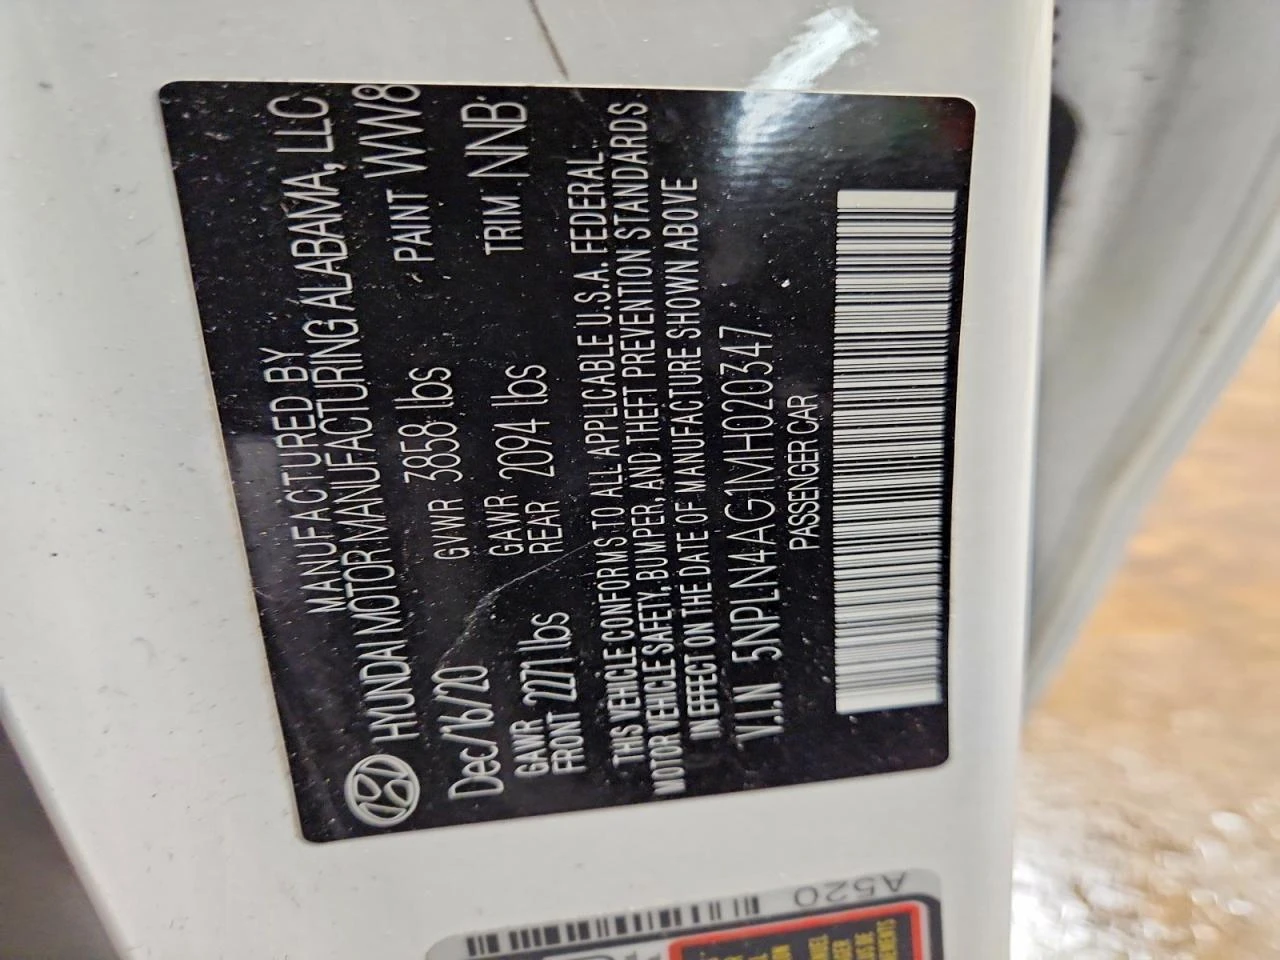 MANUFACTURED BY
HYUNDAI MOTOR MANUFACTURING ALABAMA, LLC
Dec/16/20 GVWR 3858 lbs PAINT WW8
GAWR FRONT 2271 lbs GAWR REAR 2094 lbs TRIM NNB
THIS VEHICLE CONFORMS TO ALL APPLICABLE U.S.A. FEDERAL
MOTOR VEHICLE SAFETY, BUMPER, AND THEFT PREVENTION STANDARDS
IN EFFECT ON THE DATE OF MANUFACTURE SHOWN ABOVE
V.I.N 5NPLN4AG1MH020347
PASSENGER CAR
A520